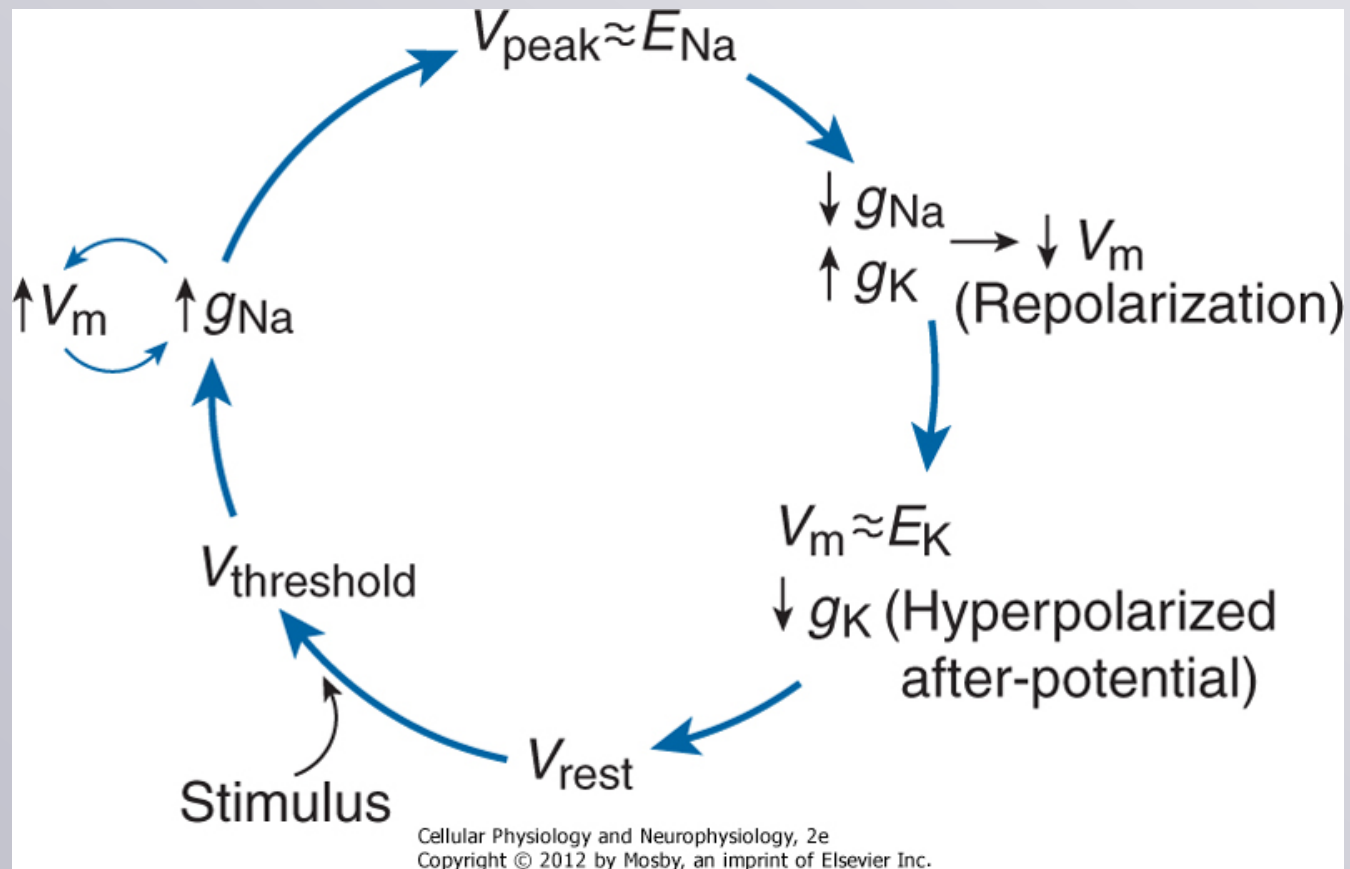 Vpeak≈ENa
↓ gNa
→ ↓ Vm
↑ gK
(Repolarization)
↑Vm
↑gNa
Vm≈EK
↓ gK (Hyperpolarized
after-potential)
Vthreshold
Vrest
Stimulus
Cellular Physiology and Neurophysiology, 2e
Copyright © 2012 by Mosby, an imprint of Elsevier Inc.